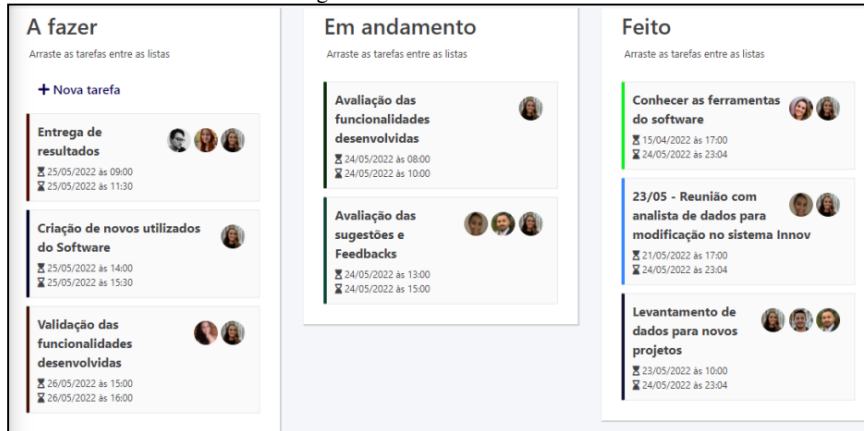 A fazer
Arraste as tarefas entre as listas
+ Nova tarefa
Entrega de
resultados
25/05/2022 às 09:00
25/05/2022 às 11:30
Criação de novos utilizados
do Software
25/05/2022 às 14:00
25/05/2022 às 15:30
Validação das
funcionalidades
desenvolvidas
26/05/2022 às 15:00
26/05/2022 às 16:00
Em andamento
Arraste as tarefas entre as listas
Avaliação das
funcionalidades
desenvolvidas
24/05/2022 às 08:00
24/05/2022 às 10:00
Avaliação das
sugestões e
Feedbacks
24/05/2022 às 13:00
24/05/2022 às 15:00
Feito
Arraste as tarefas entre as listas
Conhecer as ferramentas
do software
15/04/2022 às 17:00
24/05/2022 às 23:04
23/05 - Reunião com
analista de dados para
modificação no sistema Innov
21/05/2022 às 17:00
24/05/2022 às 23:04
Levantamento de
dados para novos
projetos
23/05/2022 às 10:00
24/05/2022 às 23:04